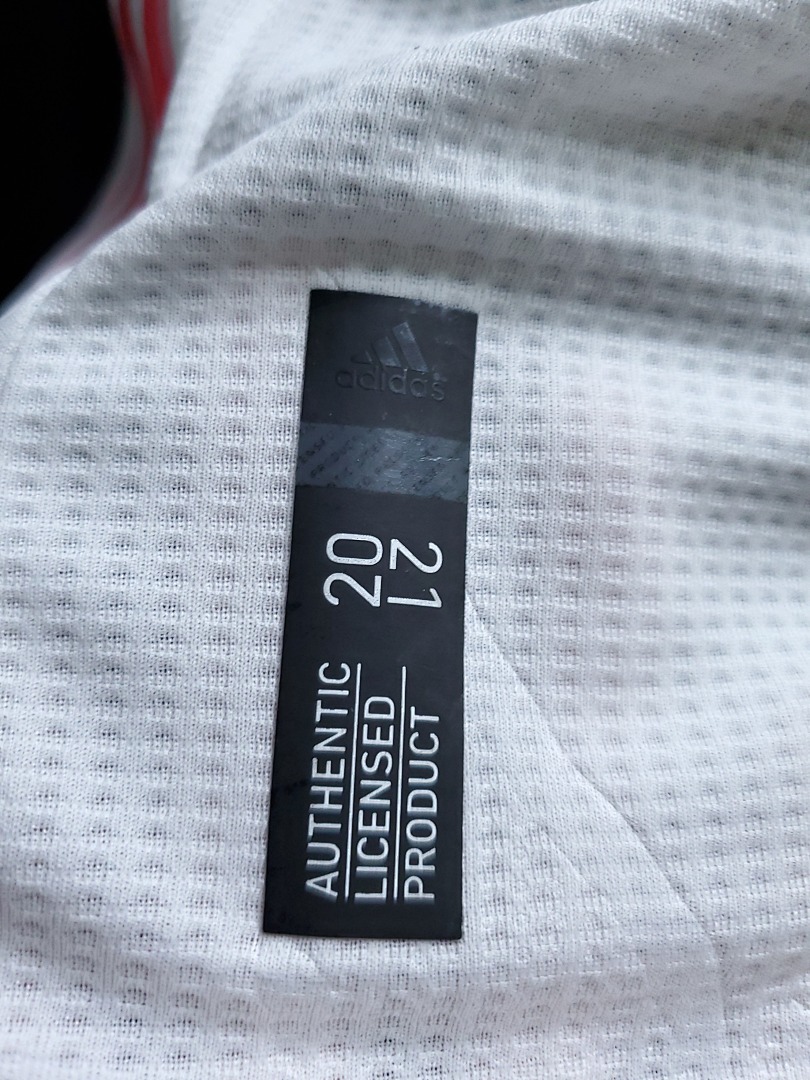 adidas
20
21
AUTHENTIC
LICENSED
PRODUCT